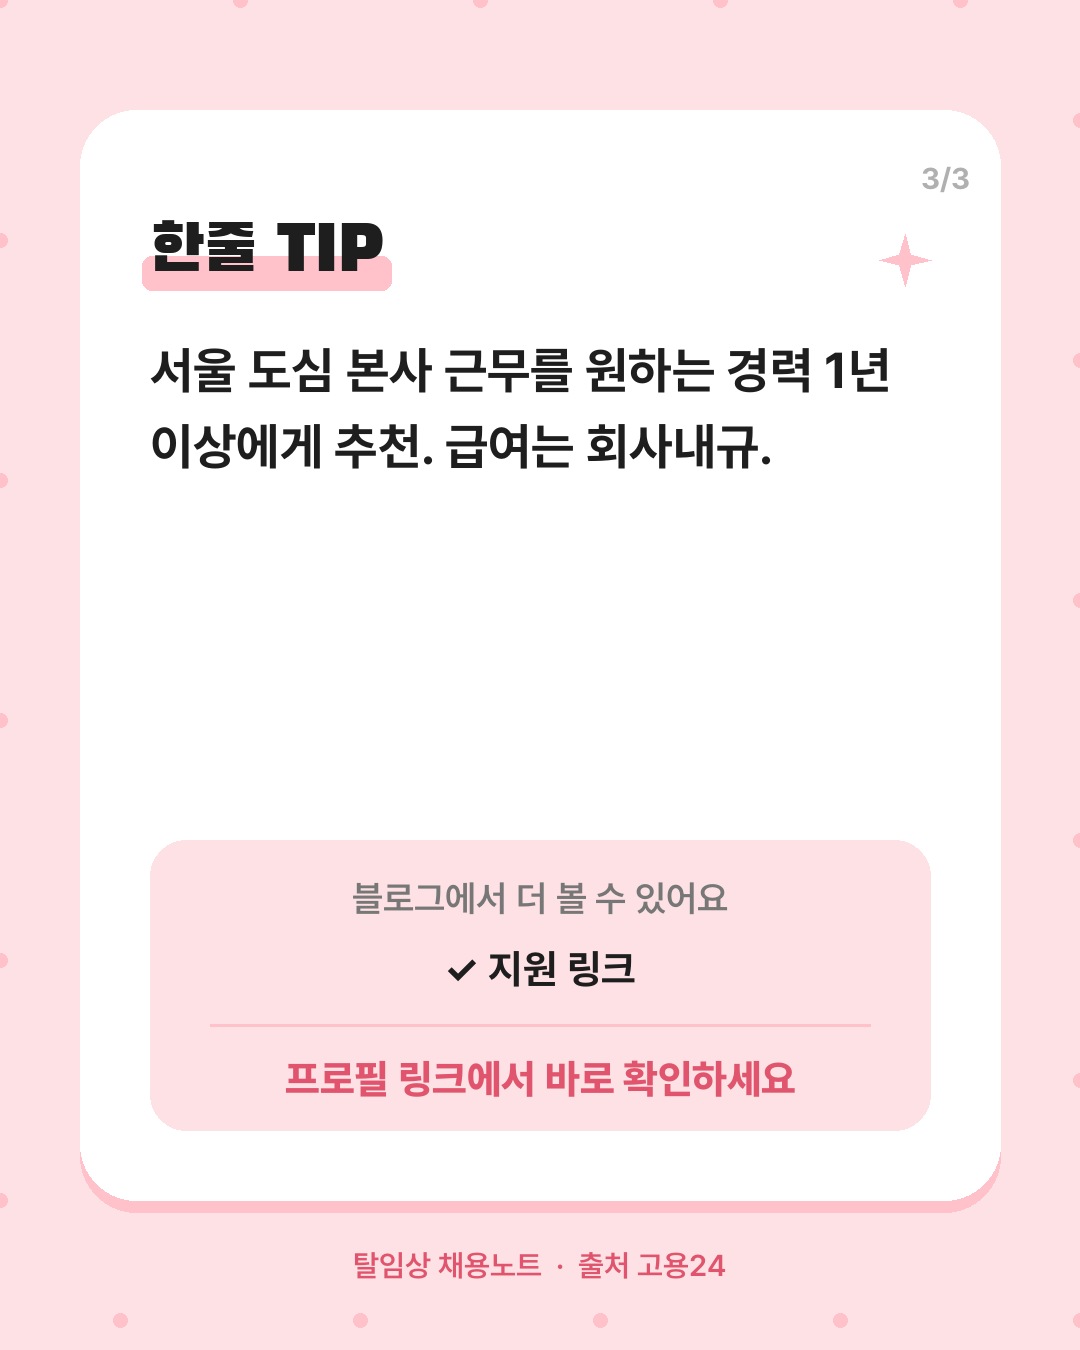 3/3
한줄 TIP
서울 도심 본사 근무를 원하는 경력 1년
이상에게 추천. 급여는 회사내규.
블로그에서 더 볼 수 있어요
✓ 지원 링크
프로필 링크에서 바로 확인하세요
탈임상 채용노트 · 출처 고용24